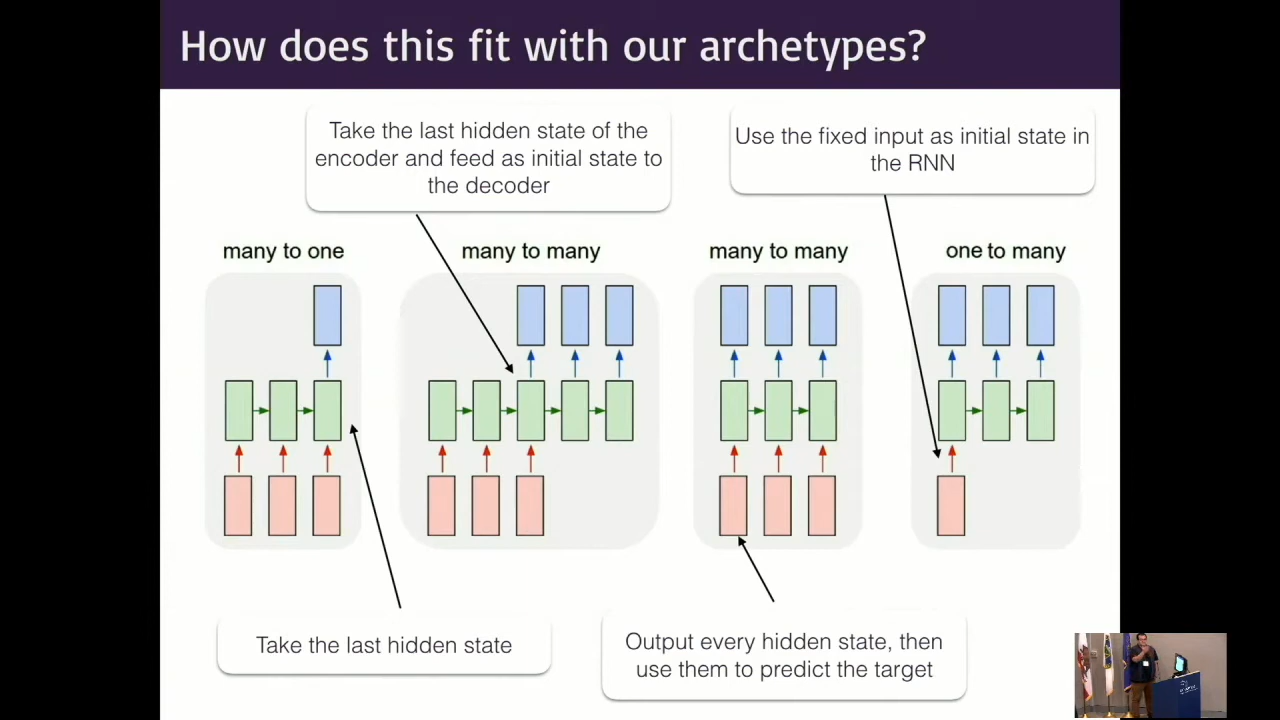 How does this fit with our archetypes?
Take the last hidden state of the
encoder and feed as initial state to
the decoder
Use the fixed input as initial state in
the RNN
many to one
many to many
many to many
one to many
Take the last hidden state
Output every hidden state, then
use them to predict the target